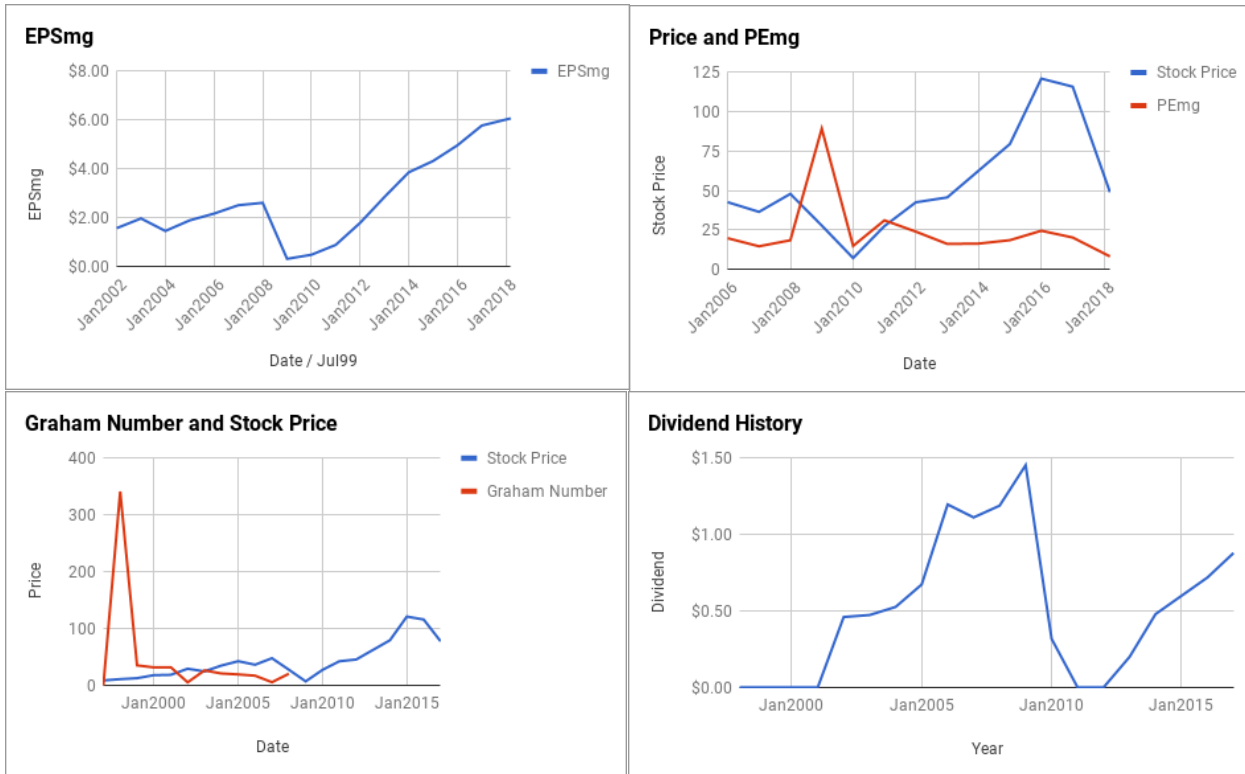 EPSmg
EPSmg
$8.00
$6.00
$4.00
$2.00
$0.00
EPSmg
Jan2002
Jan2004
Jan2006
Jan2008
Jan2010
Jan2012
Jan2014
Jan2016
Jan2018
Date / Jul99
Price and PEmg
Stock Price
PEmg
125
100
75
50
25
0
Stock Price
Jan2006
Jan2008
Jan2010
Jan2012
Jan2014
Jan2016
Jan2018
Date
Graham Number and Stock Price
Stock Price
Graham Number
400
300
200
100
0
Price
Jan2000
Jan2005
Jan2010
Jan2015
Date
Dividend History
$1.50
$1.00
$0.50
$0.00
Dividend
Jan2000
Jan2005
Jan2010
Jan2015
Year